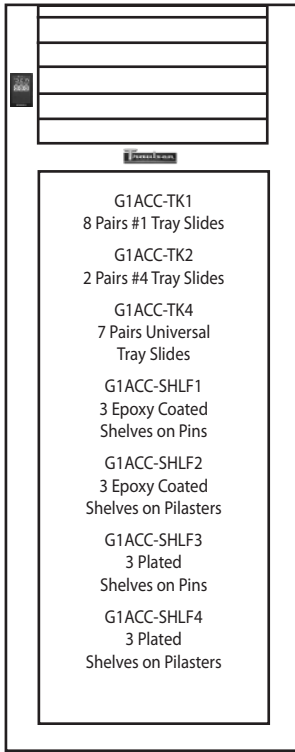 TRAULSEN
G1ACC-TK1
8 Pairs #1 Tray Slides
G1ACC-TK2
2 Pairs #4 Tray Slides
G1ACC-TK4
7 Pairs Universal
Tray Slides
G1ACC-SHLF1
3 Epoxy Coated
Shelves on Pins
G1ACC-SHLF2
3 Epoxy Coated
Shelves on Pilasters
G1ACC-SHLF3
3 Plated
Shelves on Pins
G1ACC-SHLF4
3 Plated
Shelves on Pilasters